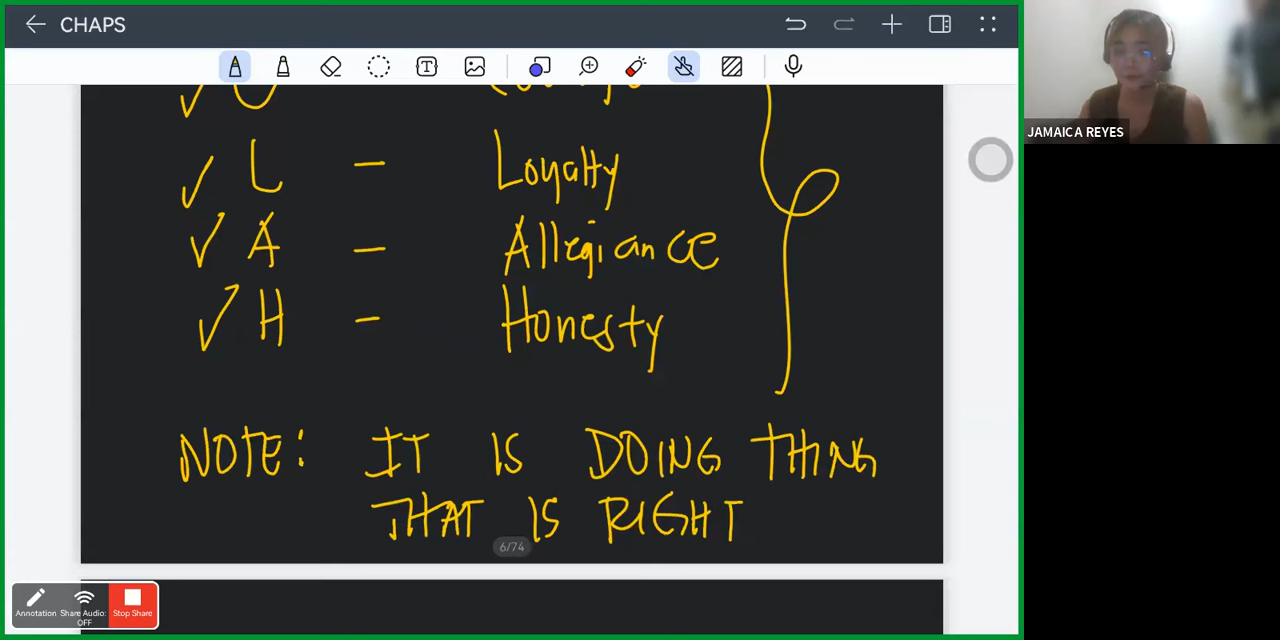 CHAPS
JAMAICA REYES
✓ L – Loyalty
✓ A – Allegiance
✓ H – Honesty
NOTE: IT IS DOING THING
THAT IS RIGHT
6/74
Annotation Share Audio: OFF Stop Share